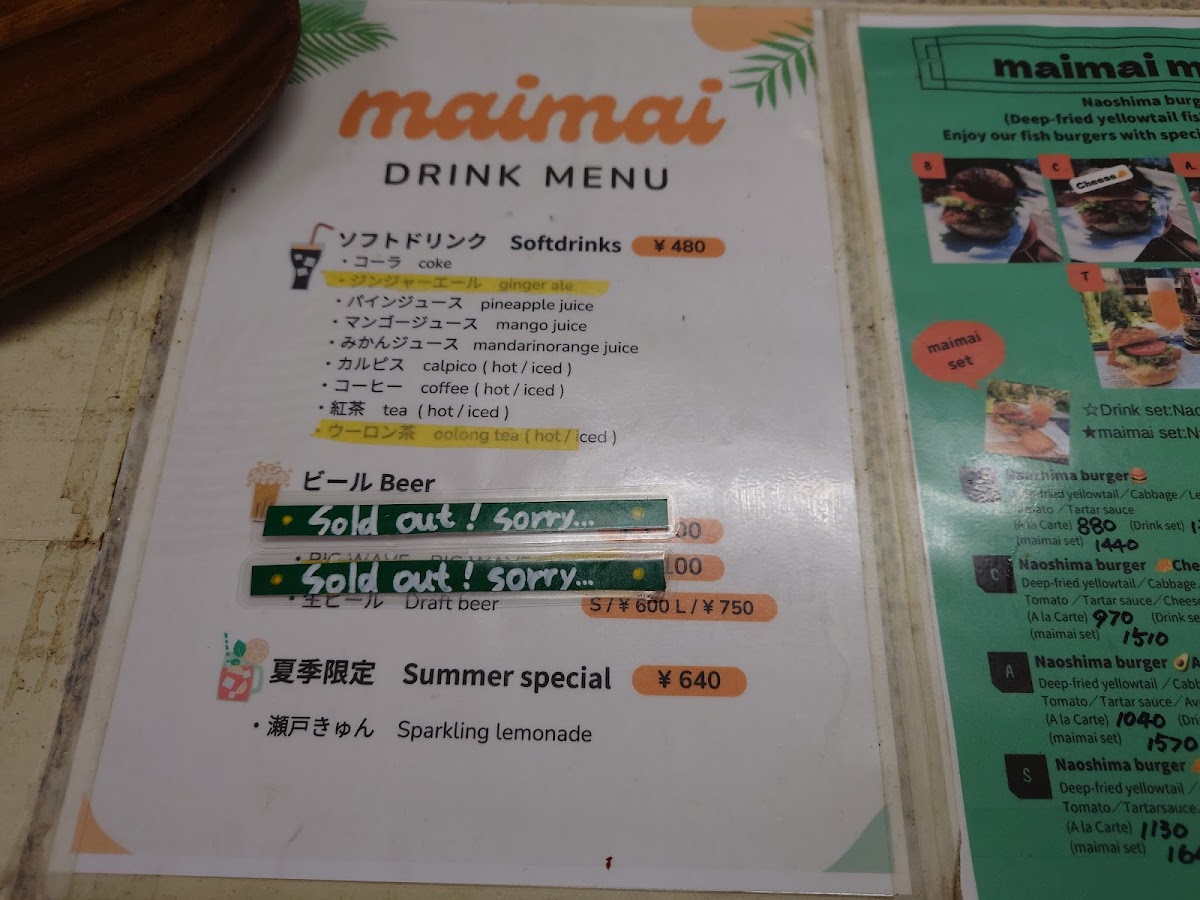 maimai
DRINK MENU
ソフトドリンク Softdrinks ¥ 480
・コーラ coke
・ジンジャーエール ginger ale
・パインジュース pineapple juice
・マンゴージュース mango juice
・みかんジュース mandarinorange juice
・カルピス calpico ( hot / iced )
・コーヒー coffee ( hot / iced )
・紅茶 tea ( hot / iced )
・ウーロン茶 oolong tea ( hot / iced )
ビール Beer
Sold out! sorry...
Sold out! sorry...
・生ビール Draft beer S / ¥ 600 L / ¥ 750
夏季限定 Summer special ¥ 640
・瀬戸きゅん Sparkling lemonade
maimai
Naoshima
(Deep-fried yellowtail
Enjoy our fish burgers with
B
C
A
Cheese
T
maimai
set
☆Drink set:
★maimai set:
Naoshima burger
yellowtail／Cabbage／
Tartar sauce
(A la Carte) 880 (Drink set)
(maimai set) 1440
C
Naoshima burger
Deep-fried yellowtail／Cabbage
Tomato／Tartar sauce／Cheese
(A la Carte) 970 (Drink
(maimai set) 1510
A
Naoshima burger
Deep-fried yellowtail／
Tomato／Tartar sauce／
(A la Carte) 1040
(maimai set) 1570
S
Naoshima burger
Deep-fried yellowtail／
Tomato／Tartarsauce
(A la Carte) 1130
(maimai set)